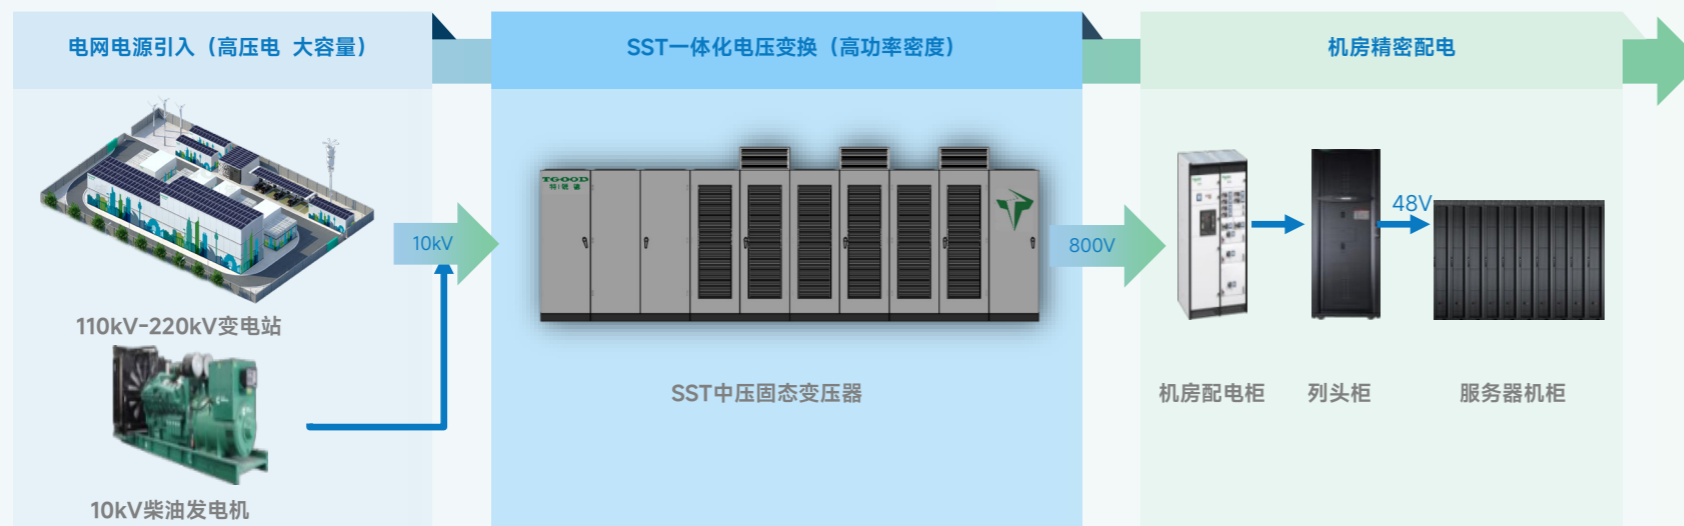 电网电源引入（高压电 大容量）
SST一体化电压变换（高功率密度）
机房精密配电
TGOOD
特锐德
10kV
800V
48V
110kV-220kV变电站
SST中压固态变压器
机房配电柜
列头柜
服务器机柜
10kV柴油发电机